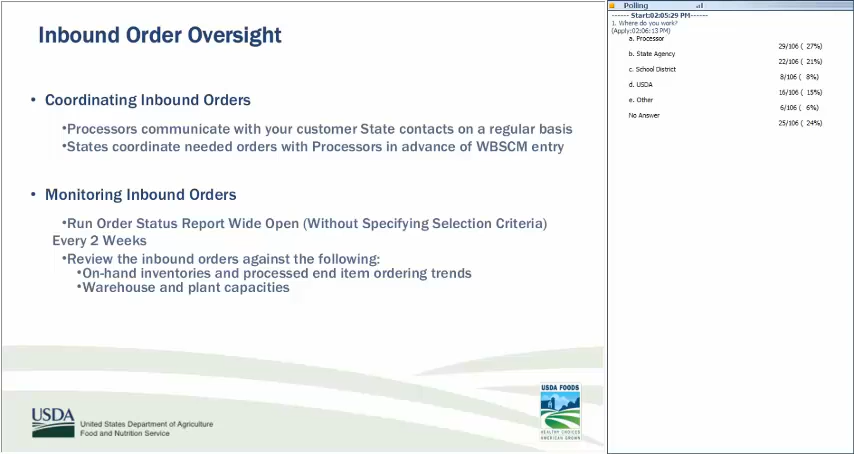 Inbound Order Oversight
• Coordinating Inbound Orders
•Processors communicate with your customer State contacts on a regular basis
•States coordinate needed orders with Processors in advance of WBSCM entry
• Monitoring Inbound Orders
•Run Order Status Report Wide Open (Without Specifying Selection Criteria)
Every 2 Weeks
•Review the inbound orders against the following:
•On-hand inventories and processed end item ordering trends
•Warehouse and plant capacities
USDA
United States Department of Agriculture
Food and Nutrition Service
USDA FOODS
HEALTHY CHOICES
AMERICAN GROWN
Polling
------ Start:02:05:29 PM------
1. Where do you work?
(Apply:02:06:13 PM)
a. Processor
29/106 ( 27%)
b. State Agency
22/106 ( 21%)
c. School District
8/106 ( 8%)
d. USDA
16/106 ( 15%)
e. Other
6/106 ( 6%)
No Answer
25/106 ( 24%)